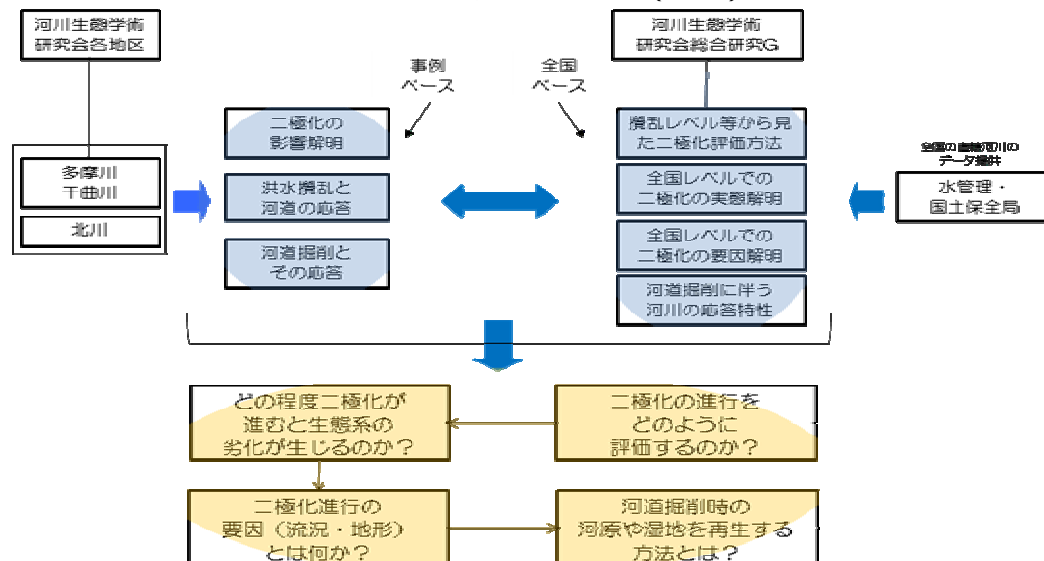 河川生態学術
研究会各地区
河川生態学術
研究会総合研究G
事例
ベース
全国
ベース
二極化の
影響解明
攪乱レベル等から見
た二極化評価方法
全国の直轄河川の
データ提供
多摩川
千曲川
北川
洪水攪乱と
河道の応答
全国レベルでの
二極化の実態解明
水管理・
国土保全局
河道掘削と
その応答
全国レベルでの
二極化の要因解明
河道掘削に伴う
河川の応答特性
どの程度二極化が
進むと生態系の
劣化が生じるのか？
二極化の進行を
どのように
評価するのか？
二極化進行の
要因（流況・地形）
とは何か？
河道掘削時の
河原や湿地を再生する
方法とは？